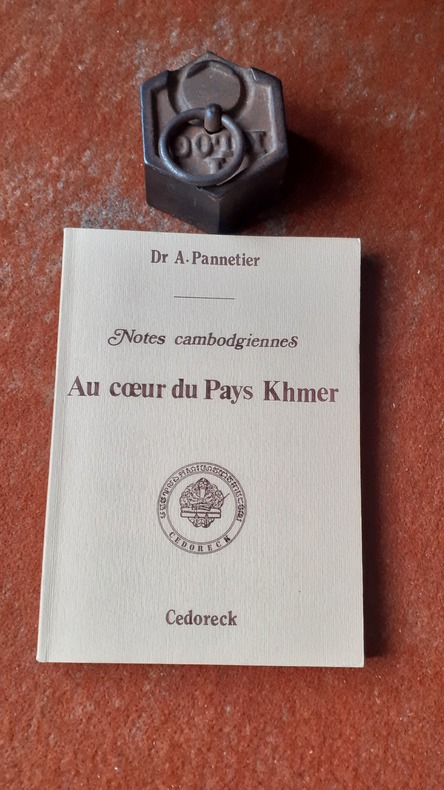 Dr A. Pannetier
Notes cambodgiennes
Au cœur du Pays Khmer
CEDORECK
Cedoreck